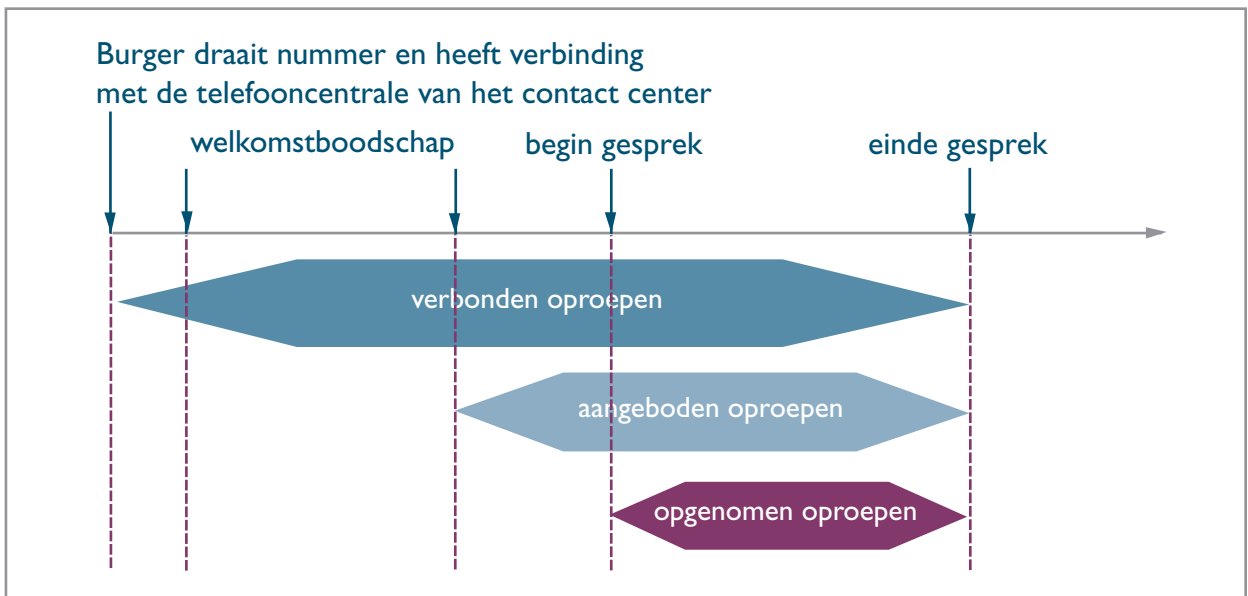 Burger draait nummer en heeft verbinding
met de telefooncentrale van het contact center
welkomstboodschap
begin gesprek
einde gesprek
verbonden oproepen
aangeboden oproepen
opgenomen oproepen